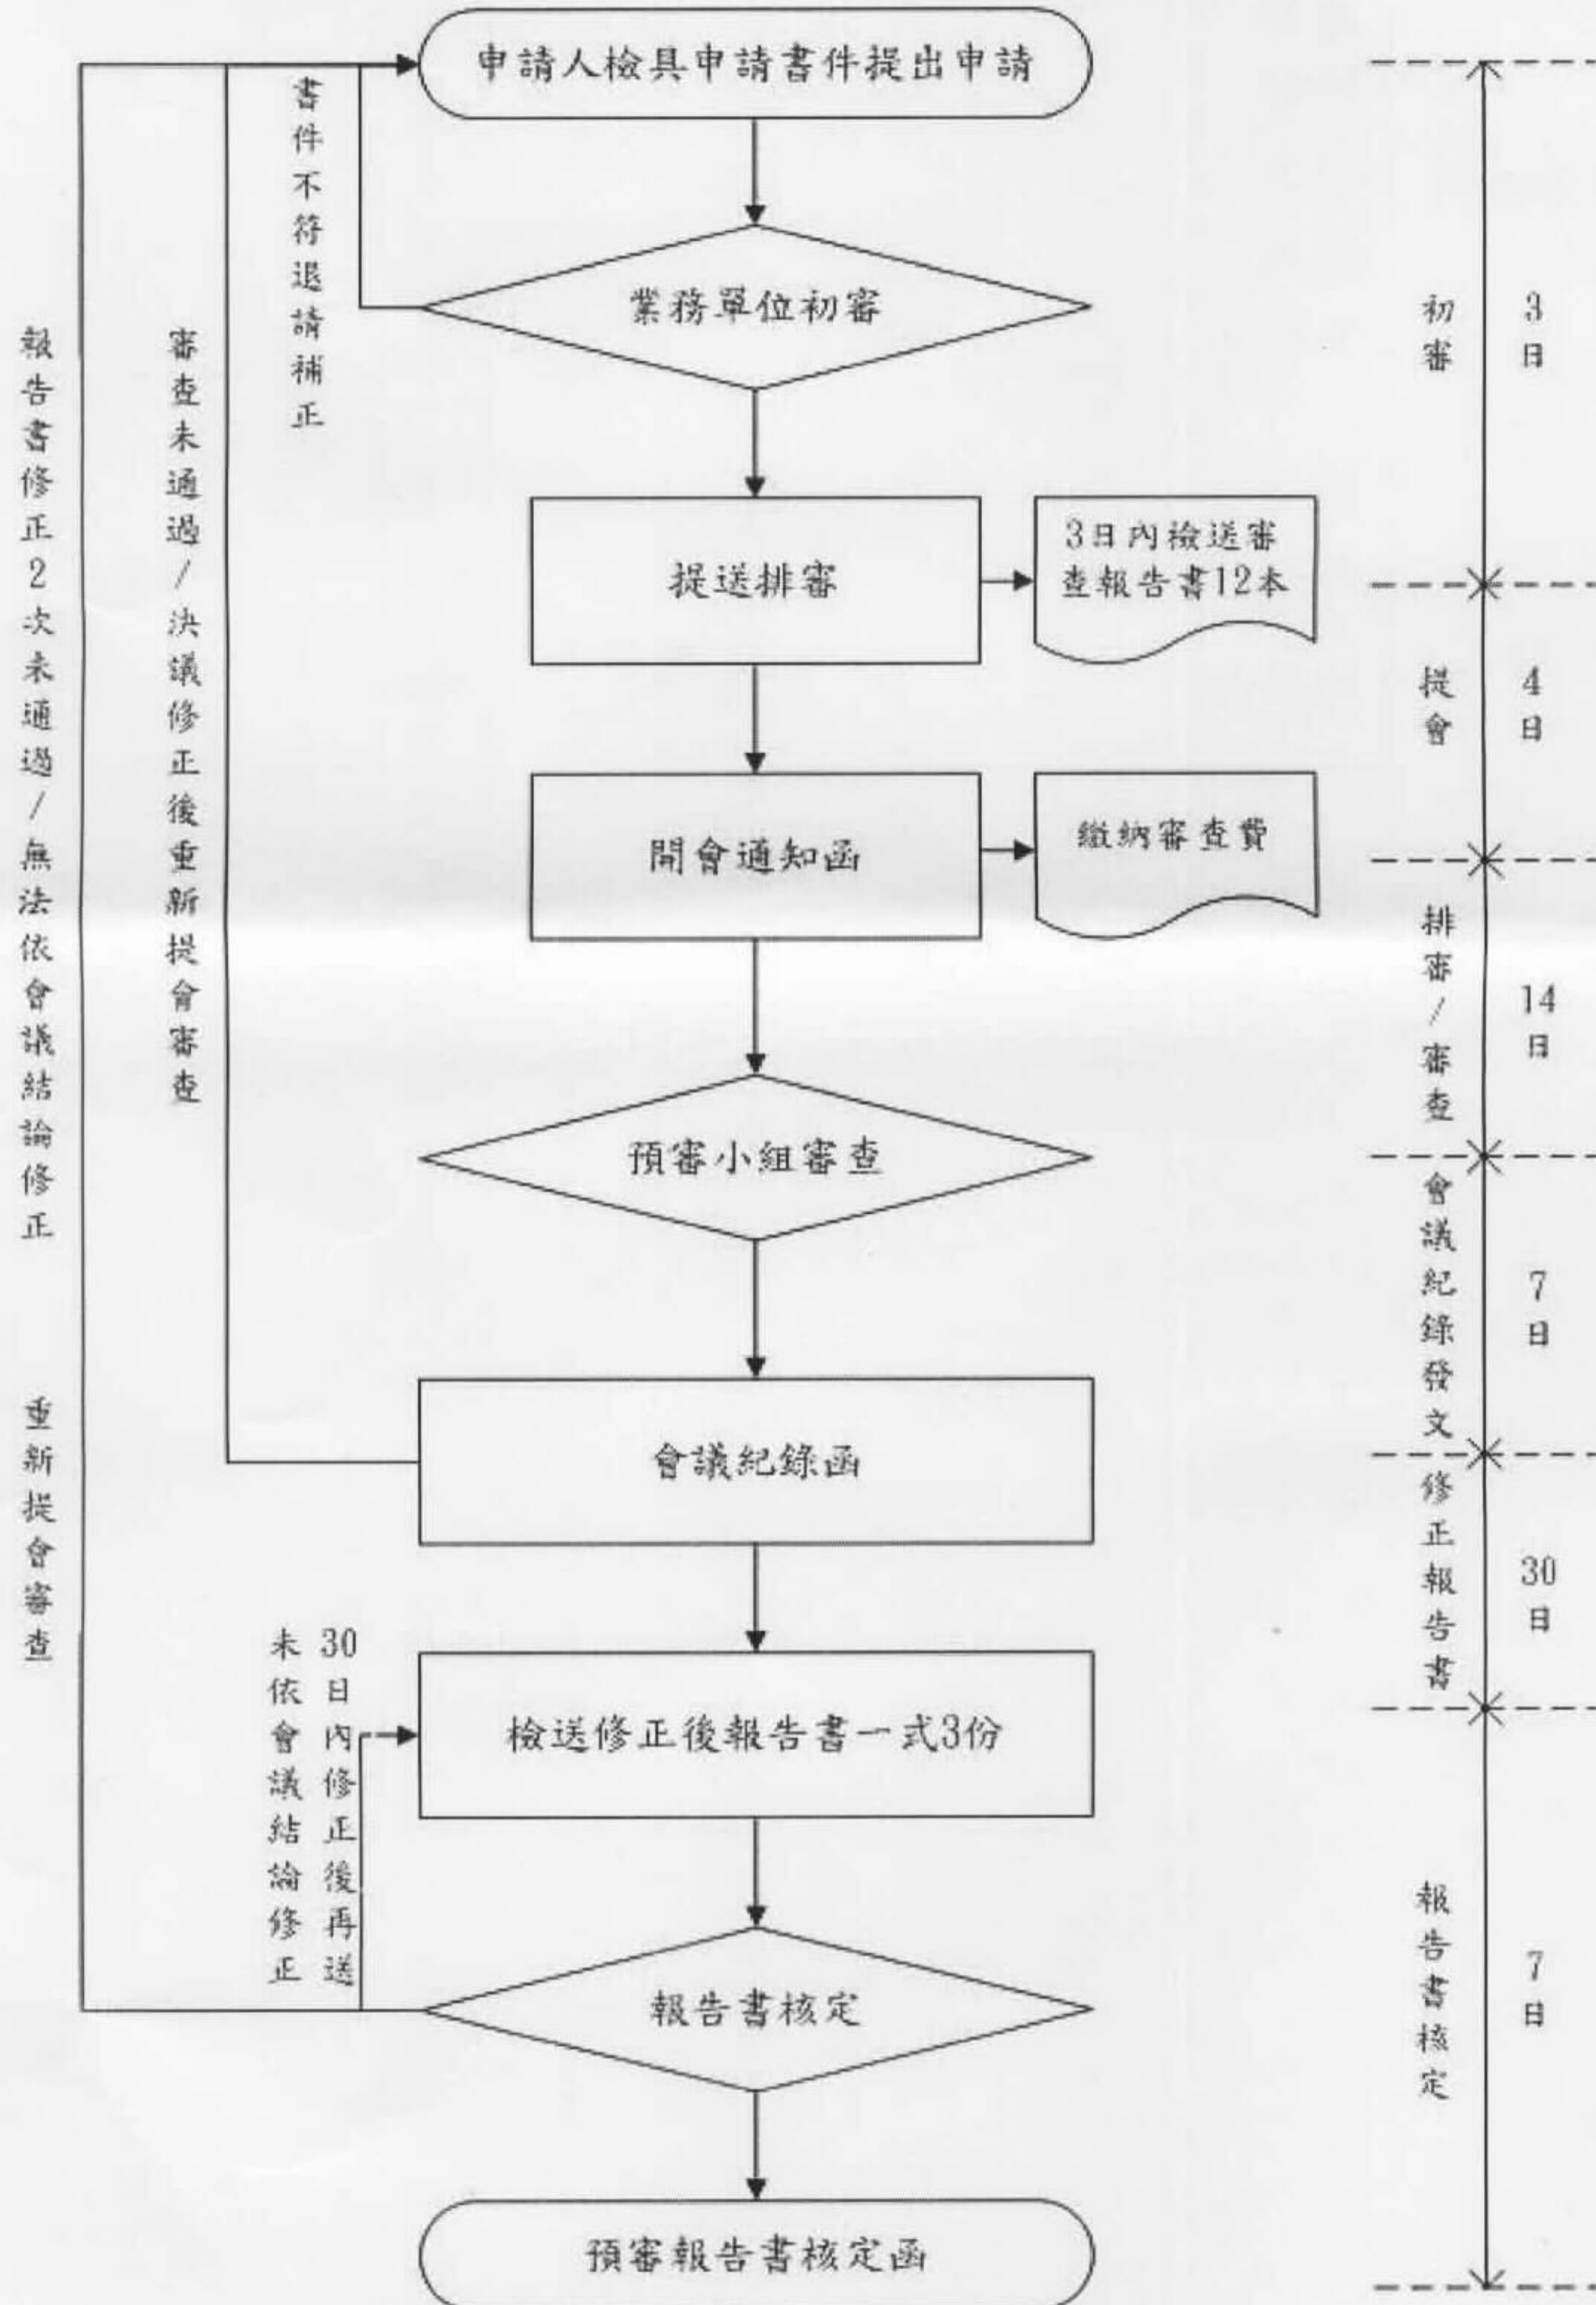 申請人檢具申請書件提出申請
書件不符退請補正
業務單位初審
初審
3日
報告書修正2次未通過/無法依會議結論修正
重新提會審查
審查未通過/決議修正後重新提會審查
提送排審
3日內檢送審
查報告書12本
提會
4日
開會通知函
繳納審查費
排審/審查
14日
預審小組審查
會議紀錄發文
7日
會議紀錄函
修正報告書
30日
未依會議結論修正
30日內修正後再送
檢送修正後報告書一式3份
報告書核定
報告書核定
7日
預審報告書核定函